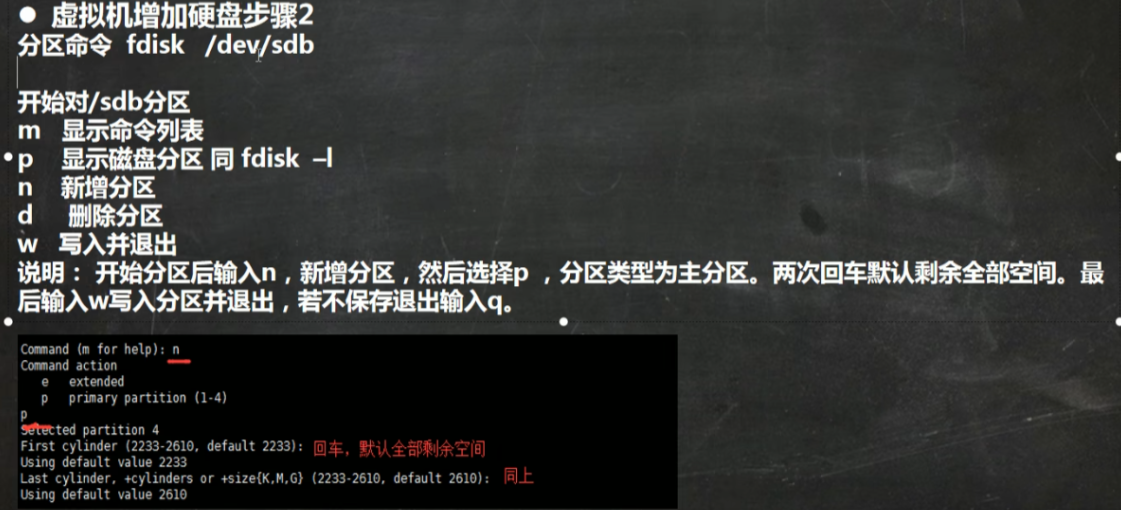 ● 虚拟机增加硬盘步骤2
分区命令 fdisk /dev/sdb
开始对/sdb分区
m 显示命令列表
p 显示磁盘分区 同 fdisk –l
n 新增分区
d 删除分区
w 写入并退出
说明： 开始分区后输入n，新增分区，然后选择p ，分区类型为主分区。两次回车默认剩余全部空间。最
后输入w写入分区并退出，若不保存退出输入q。
Command (m for help): n
Command action
e extended
p primary partition (1-4)
p
Selected partition 4
First cylinder (2233-2610, default 2233): 回车，默认全部剩余空间
Using default value 2233
Last cylinder, +cylinders or +size{K,M,G} (2233-2610, default 2610): 同上
Using default value 2610